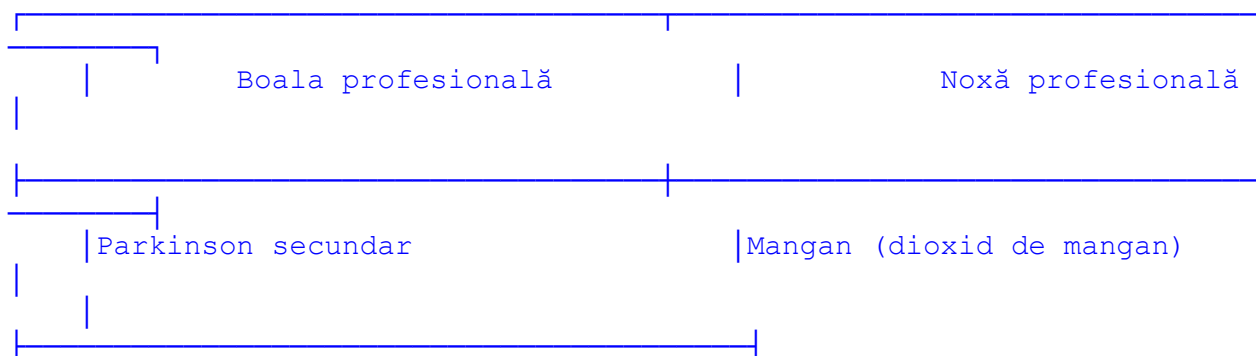 Boala profesională Noxă profesională
Parkinson secundar Mangan (dioxid de mangan)